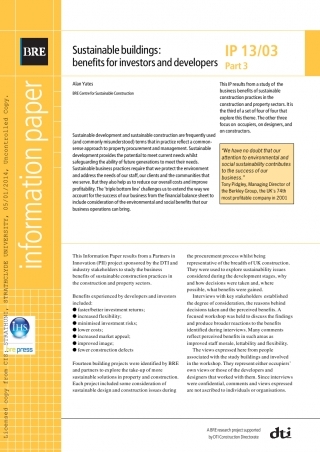 BRE
Sustainable buildings:
benefits for investors and developers
IP 13/03
Part 3
Alan Yates
BRE Centre for Sustainable Construction
This IP results from a study of the
business benefits of sustainable
construction practices in the
construction and property sectors. It is
the third of a set of four of four that
explore this theme. The other three
focus on, occupiers, on designers, and
on constructors.
Sustainable development and sustainable construction are frequently used
(and commonly misunderstood) terms that in practice reflect a common-
sense approach to property procurement and management. Sustainable
development provides the potential to meet current needs whilst
safeguarding the ability of future generations to meet their needs.
Sustainable business practices require that we protect the environment
and address the needs of our staff, our clients and the communities that
we serve. But they also help us to reduce our overall costs and improve
profitability. The 'triple bottom line' challenges us to extend the way we
account for the success of our business from the financial balance sheet to
include consideration of the environmental and social benefits that our
business operations can bring.
"We have no doubt that our
attention to environmental and
social sustainability contributes
to the success of our
business."
Tony Pidgley, Managing Director of
the Berkley Group, the UK's 74th
most profitable company in 2001
information paper
Licensed copy from CIS: STRATHUNI, STRATHCLYDE UNIVERSITY, 05/01/2014, Uncontrolled Copy.
IHS
bre press
This Information Paper results from a Partners in
Innovation (PII) project sponsored by the DTI and
industry stakeholders to study the business
benefits of sustainable construction practices in
the construction and property sectors.
Benefits experienced by developers and investors
included:
● faster/better investment returns;
● increased flexibility;
● minimised investment risks;
● lower costs;
● increased market appeal;
● improved image;
● fewer construction defects.
Fourteen building projects were identified by BRE
and partners to explore the take-up of more
sustainable solutions in property and construction.
Each project included some consideration of
sustainable design and construction issues during
the procurement process whilst being
representative of the breadth of UK construction.
They were used to explore sustainability issues
considered during the development stages, why
and how decisions were taken and, where
possible, what benefits were gained.
Interviews with key stakeholders established
the degree of consideration, the reasons behind
decisions taken and the perceived benefits. A
focused workshop was held to discuss the findings
and produce broader reactions to the benefits
identified during interviews. Many comments
reflect perceived benefits in such areas as
improved staff morale, lettability and flexibility.
The views expressed here from people
associated with the study buildings and involved
in the workshop. They represent either occupiers'
own views or those of the developers and
designers that worked with them. Since interviews
were confidential, comments and views expressed
are not ascribed to individuals or organisations.
A BRE research project supported
by DTI Construction Directorate
dti